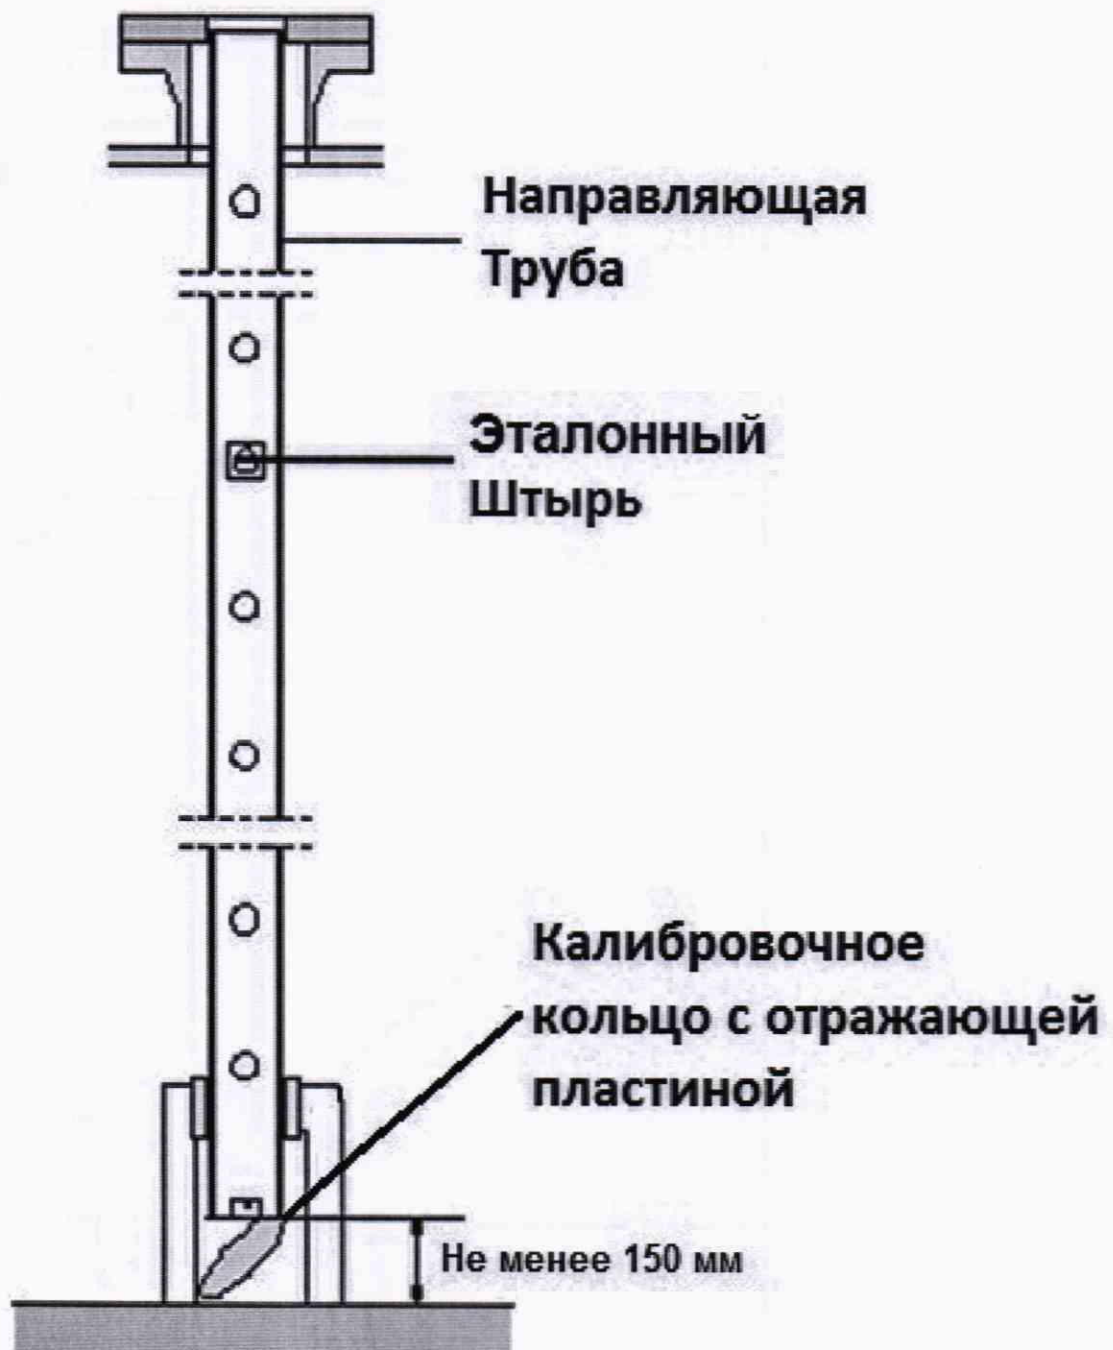 Направляющая
Труба
Эталонный
Штырь
Калибровочное
кольцо с отражающей
пластиной
Не менее 150 мм